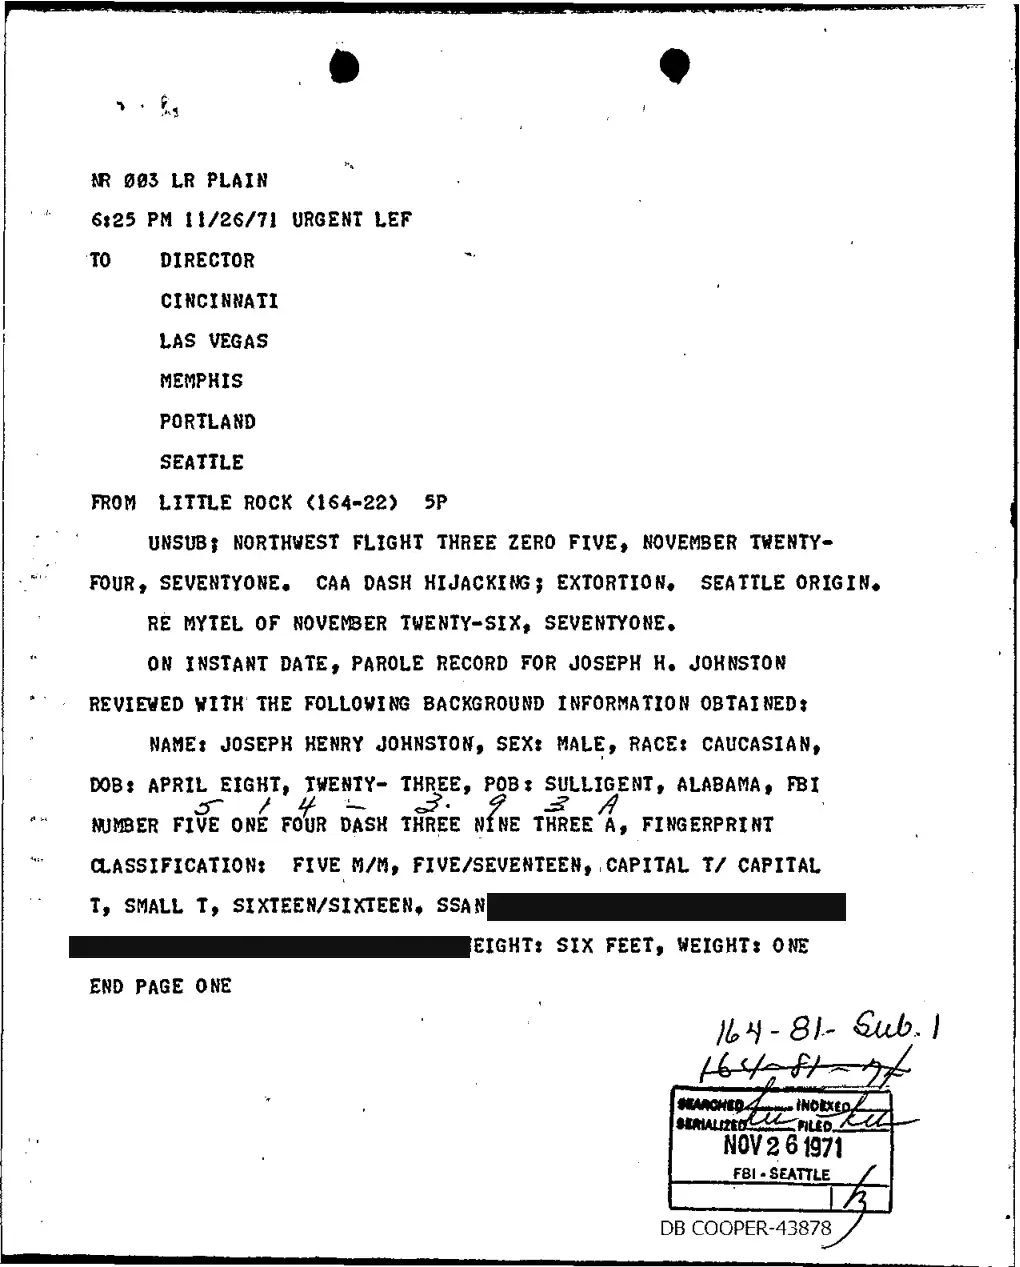 NR 003 LR PLAIN
6:25 PM 11/26/71 URGENT LEF
TO DIRECTOR
CINCINNATI
LAS VEGAS
MEMPHIS
PORTLAND
SEATTLE
FROM LITTLE ROCK (164-22) 5P
UNSUB; NORTHWEST FLIGHT THREE ZERO FIVE, NOVEMBER TWENTY-
FOUR, SEVENTYONE. CAA DASH HIJACKING; EXTORTION. SEATTLE ORIGIN.
RE MYTEL OF NOVEMBER TWENTY-SIX, SEVENTYONE.
ON INSTANT DATE, PAROLE RECORD FOR JOSEPH H. JOHNSTON
REVIEWED WITH THE FOLLOWING BACKGROUND INFORMATION OBTAINED:
NAME: JOSEPH HENRY JOHNSTON, SEX: MALE, RACE: CAUCASIAN,
DOB: APRIL EIGHT, TWENTY- THREE, POB: SULLIGENT, ALABAMA, FBI
5 1 4 - 3. 9 3 A
NUMBER FIVE ONE FOUR DASH THREE NINE THREE A, FINGERPRINT
CLASSIFICATION: FIVE M/M, FIVE/SEVENTEEN, CAPITAL T/ CAPITAL
T, SMALL T, SIXTEEN/SIXTEEN, SSAN
EIGHT: SIX FEET, WEIGHT: ONE
END PAGE ONE
164-81- Sub. 1
164-81-
SEARCHED INDEXED
SERIALIZED FILED
NOV 26 1971
FBI - SEATTLE
DB COOPER-43878